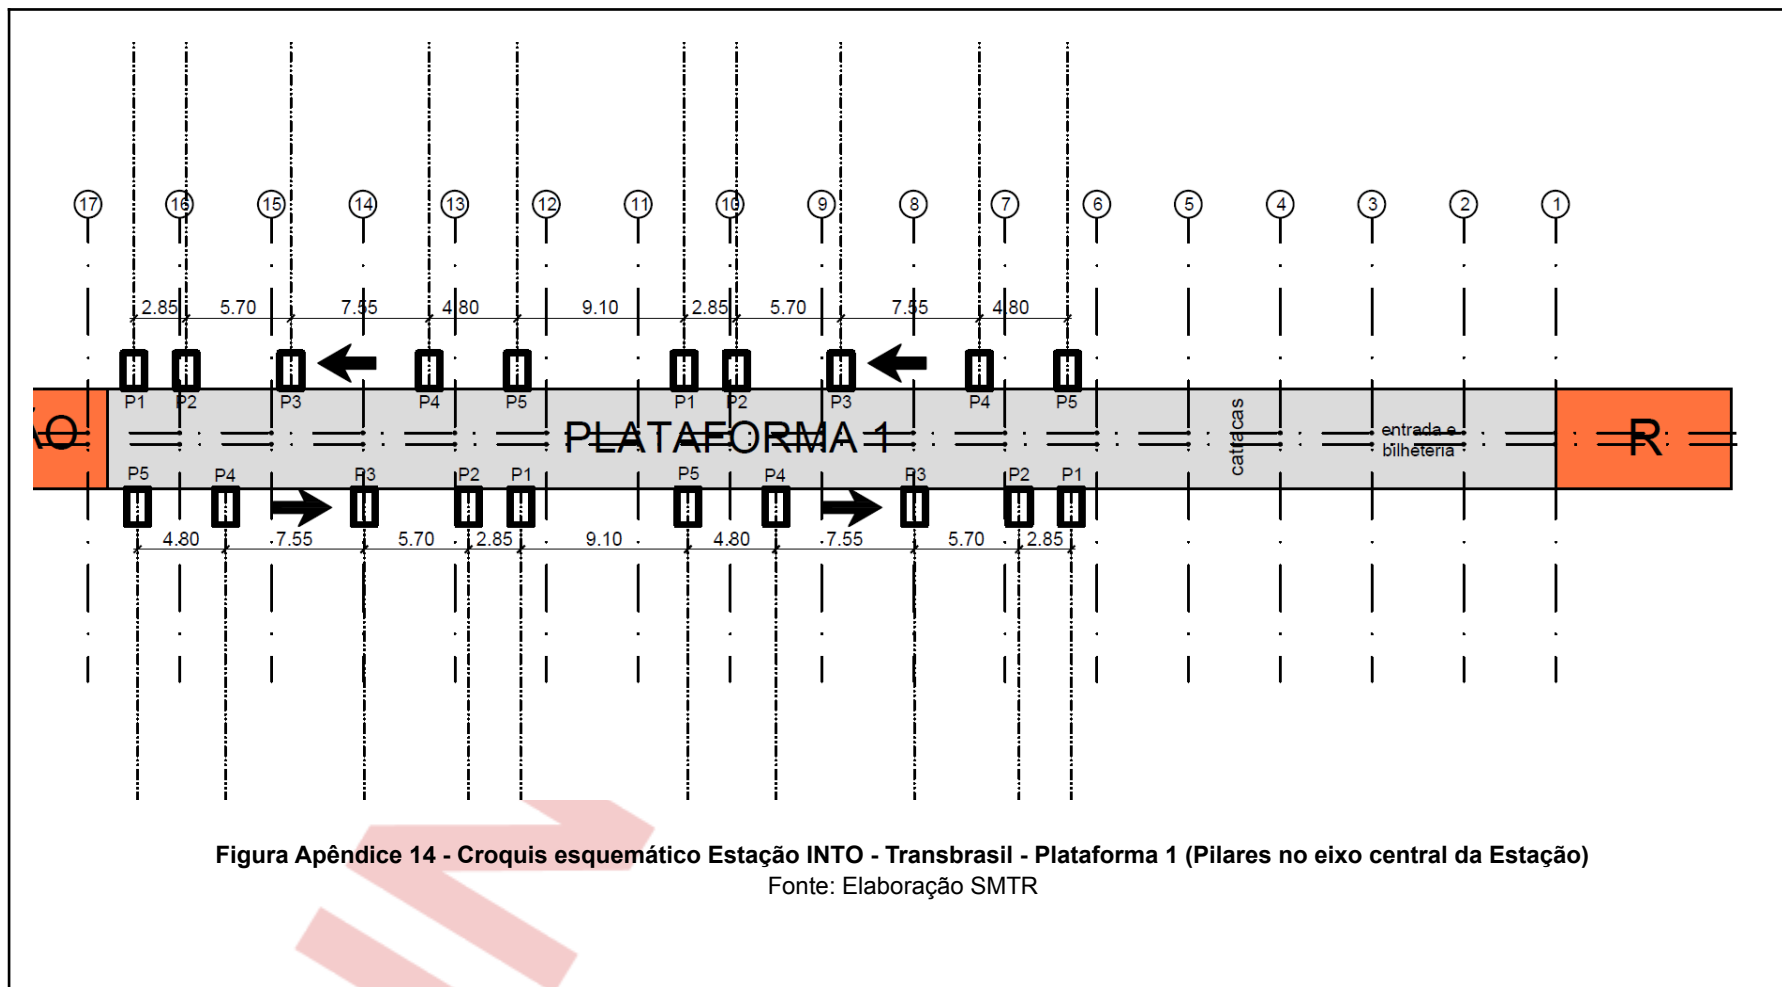 17 16 15 14 13 12 11 10 9 8 7 6 5 4 3 2 1
2.85 5.70 7.55 4.80 9.10 2.85 5.70 7.55 4.80
P1 P2 P3 P4 P5 P1 P2 P3 P4 P5
ÃO PLATAFORMA 1 catracas entrada e R
bilheteria
P5 P4 P3 P2 P1 P5 P4 P3 P2 P1
4.80 7.55 5.70 2.85 9.10 4.80 7.55 5.70 2.85
Figura Apêndice 14 - Croquis esquemático Estação INTO - Transbrasil - Plataforma 1 (Pilares no eixo central da Estação)
Fonte: Elaboração SMTR